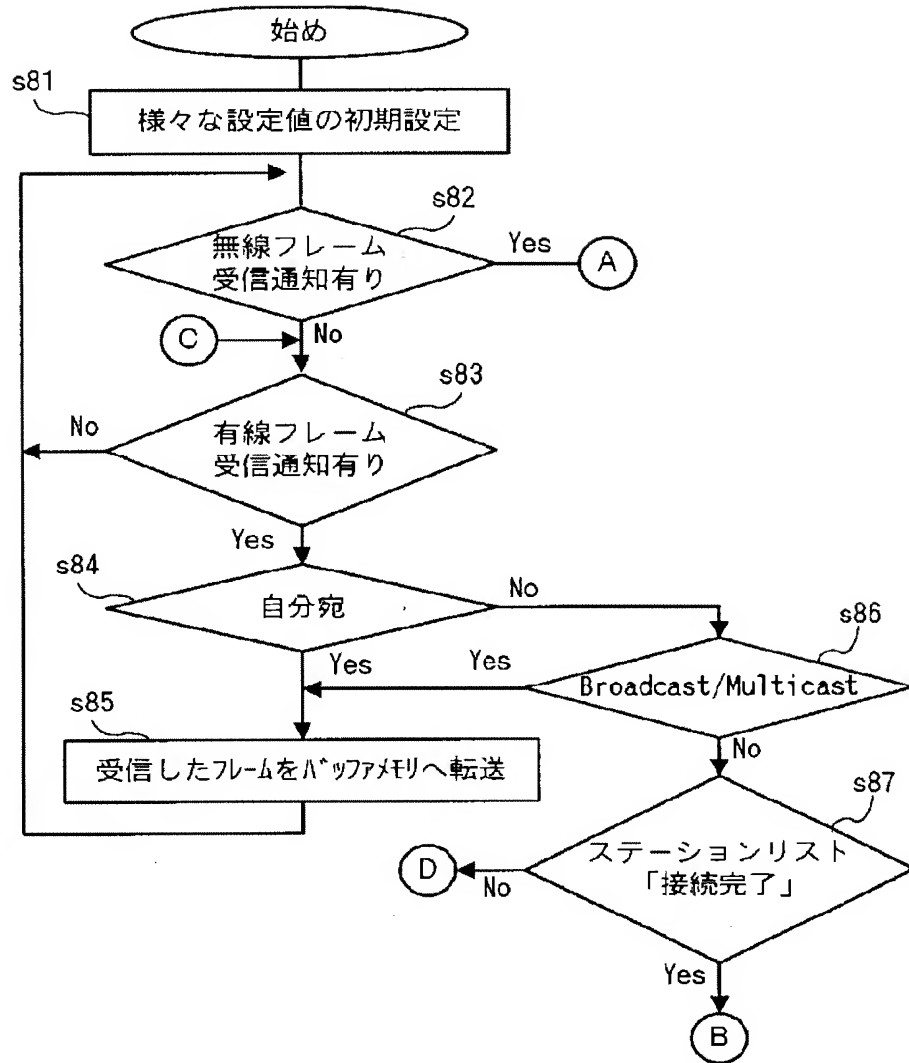 始め
s81
様々な設定値の初期設定
s82
無線フレーム
受信通知有り
Yes
A
C
No
s83
No
有線フレーム
受信通知有り
Yes
s84
自分宛
No
s86
Yes
Yes
Broadcast/Multicast
s85
受信したﾌﾚｰﾑをﾊﾞｯﾌｧﾒﾓﾘへ転送
No
s87
ステーションリスト
「接続完了」
D
No
Yes
B